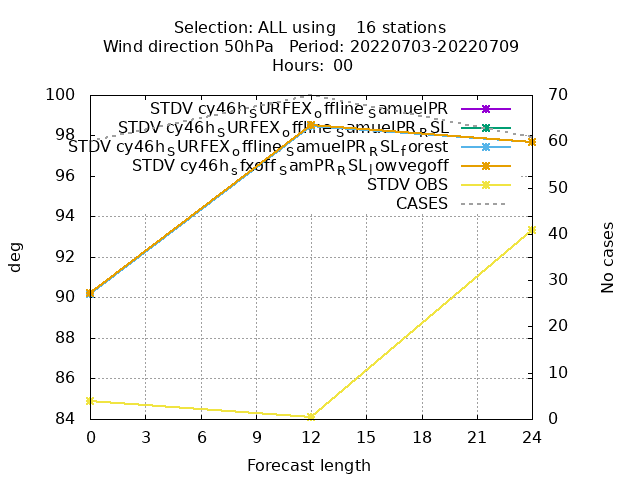 Selection: ALL using    16 stations
Wind direction 50hPa   Period: 20220703-20220709
Hours:  00
STDV cy46h_SURFEX_offline_SamuelPR
STDV cy46h_SURFEX_offline_SamuelPR_RSL
STDV cy46h_SURFEX_offline_SamuelPR_RSL_forest
STDV cy46h_sfxoff_SamPR_RSL_lowvegoff
STDV OBS
CASES
100
98
96
94
92
90
88
86
84
deg
70
60
50
40
30
20
10
0
No cases
0 3 6 9 12 15 18 21 24
Forecast length